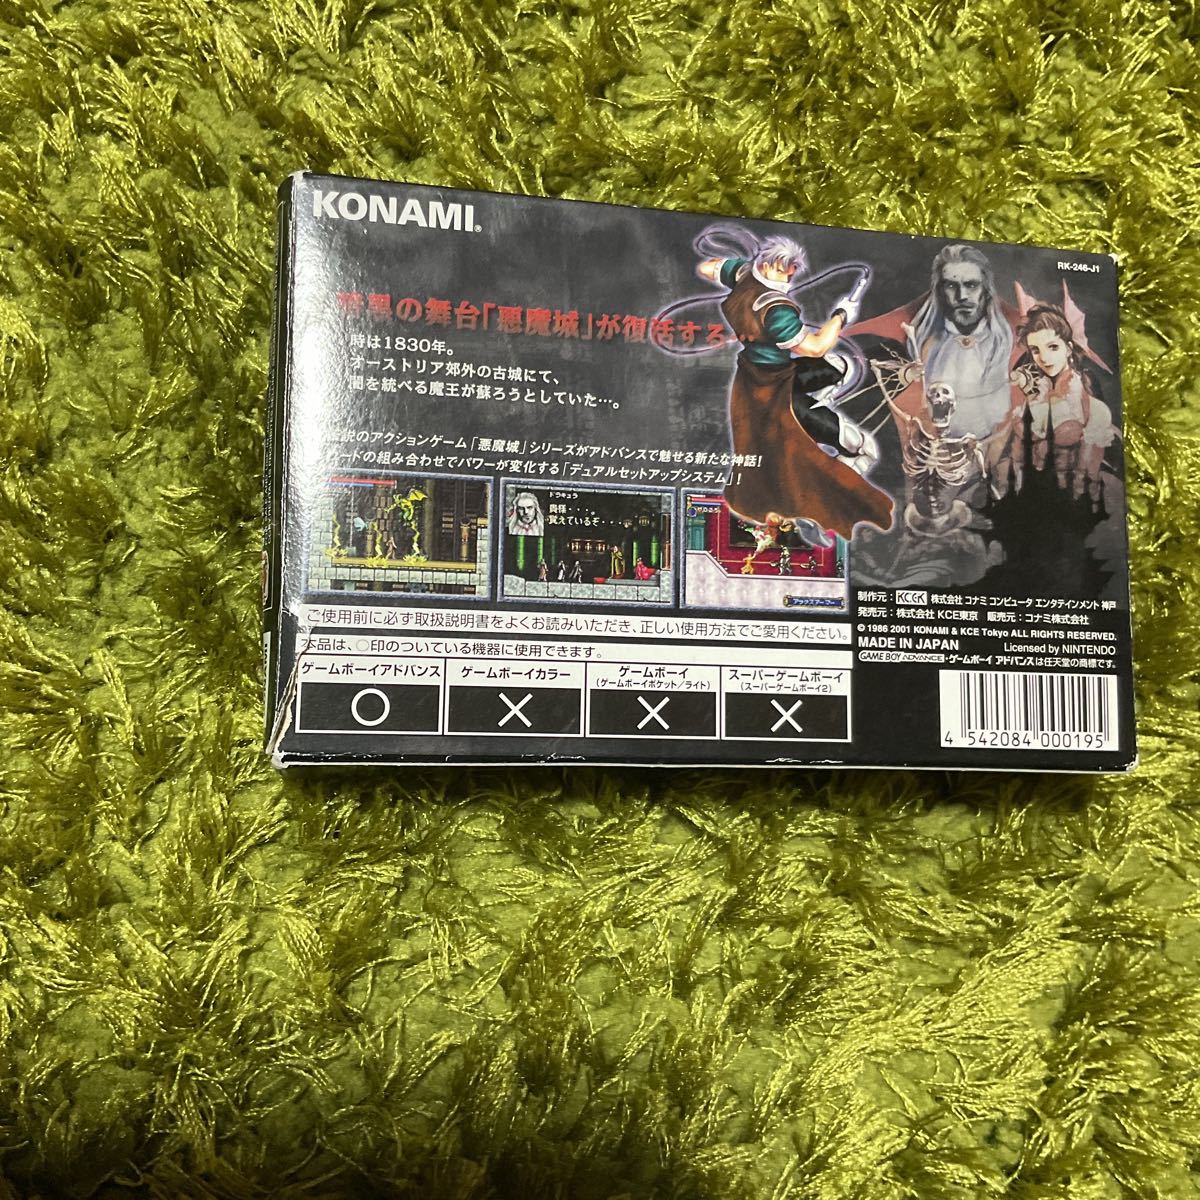 KONAMI®
RK-246-J1
暗黒の舞台「悪魔城」が復活する…
時は1830年。
オーストリア郊外の古城にて、
闇を統べる魔王が蘇ろうとしていた…。
伝説のアクションゲーム「悪魔城」シリーズがアドバンスで魅せる新たな神話!
カードの組み合わせでパワーが変化する「デュアルセットアップシステム」!
ドラキュラ
貴様・・・。
覚えているぞ・・・・
アックスアーマー
ご使用前に必ず取扱説明書をよくお読みいただき、正しい使用方法でご愛用ください。
本品は、○印のついている機器に使用できます。
ゲームボーイアドバンス
ゲームボーイカラー
ゲームボーイ
(ゲームボーイポケット/ライト)
スーパーゲームボーイ
(スーパーゲームボーイ2)
○
×
×
×
制作元: KCEK 株式会社 コナミ コンピュータ エンタテインメント 神戸
発売元: 株式会社 KCE東京 販売元: コナミ株式会社
© 1986 2001 KONAMI & KCE Tokyo ALL RIGHTS RESERVED.
MADE IN JAPAN Licensed by NINTENDO
GAME BOY ADVANCE・ゲームボーイ アドバンスは任天堂の商標です。
4 542084 000195